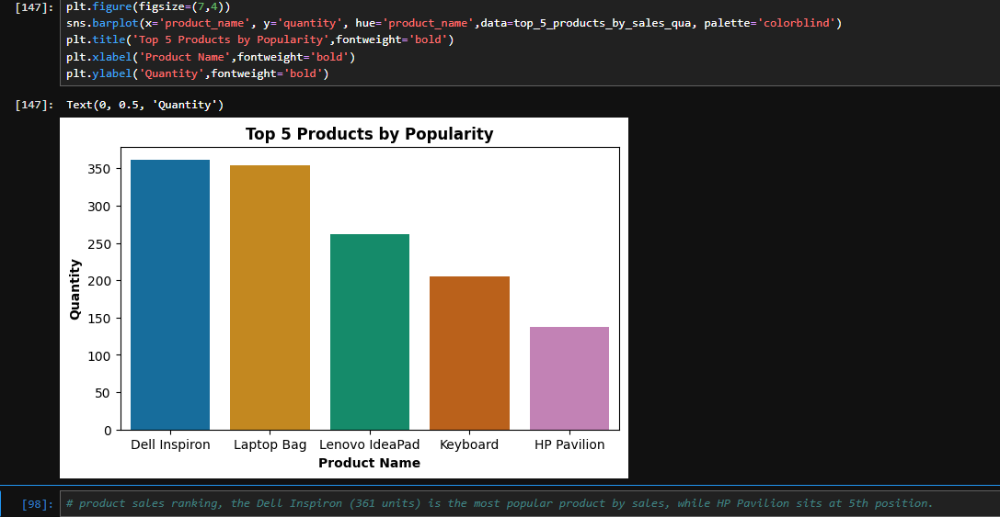 [147]: plt.figure(figsize=(7,4))
sns.barplot(x='product_name', y='quantity', hue='product_name',data=top_5_products_by_sales_qua, palette='colorblind')
plt.title('Top 5 Products by Popularity',fontweight='bold')
plt.xlabel('Product Name',fontweight='bold')
plt.ylabel('Quantity',fontweight='bold')
[147]: Text(0, 0.5, 'Quantity')
Top 5 Products by Popularity
350
300
250
200
150
100
50
0
Quantity
Dell Inspiron Laptop Bag Lenovo IdeaPad Keyboard HP Pavilion
Product Name
[98]: # product sales ranking, the Dell Inspiron (361 units) is the most popular product by sales, while HP Pavilion sits at 5th position.